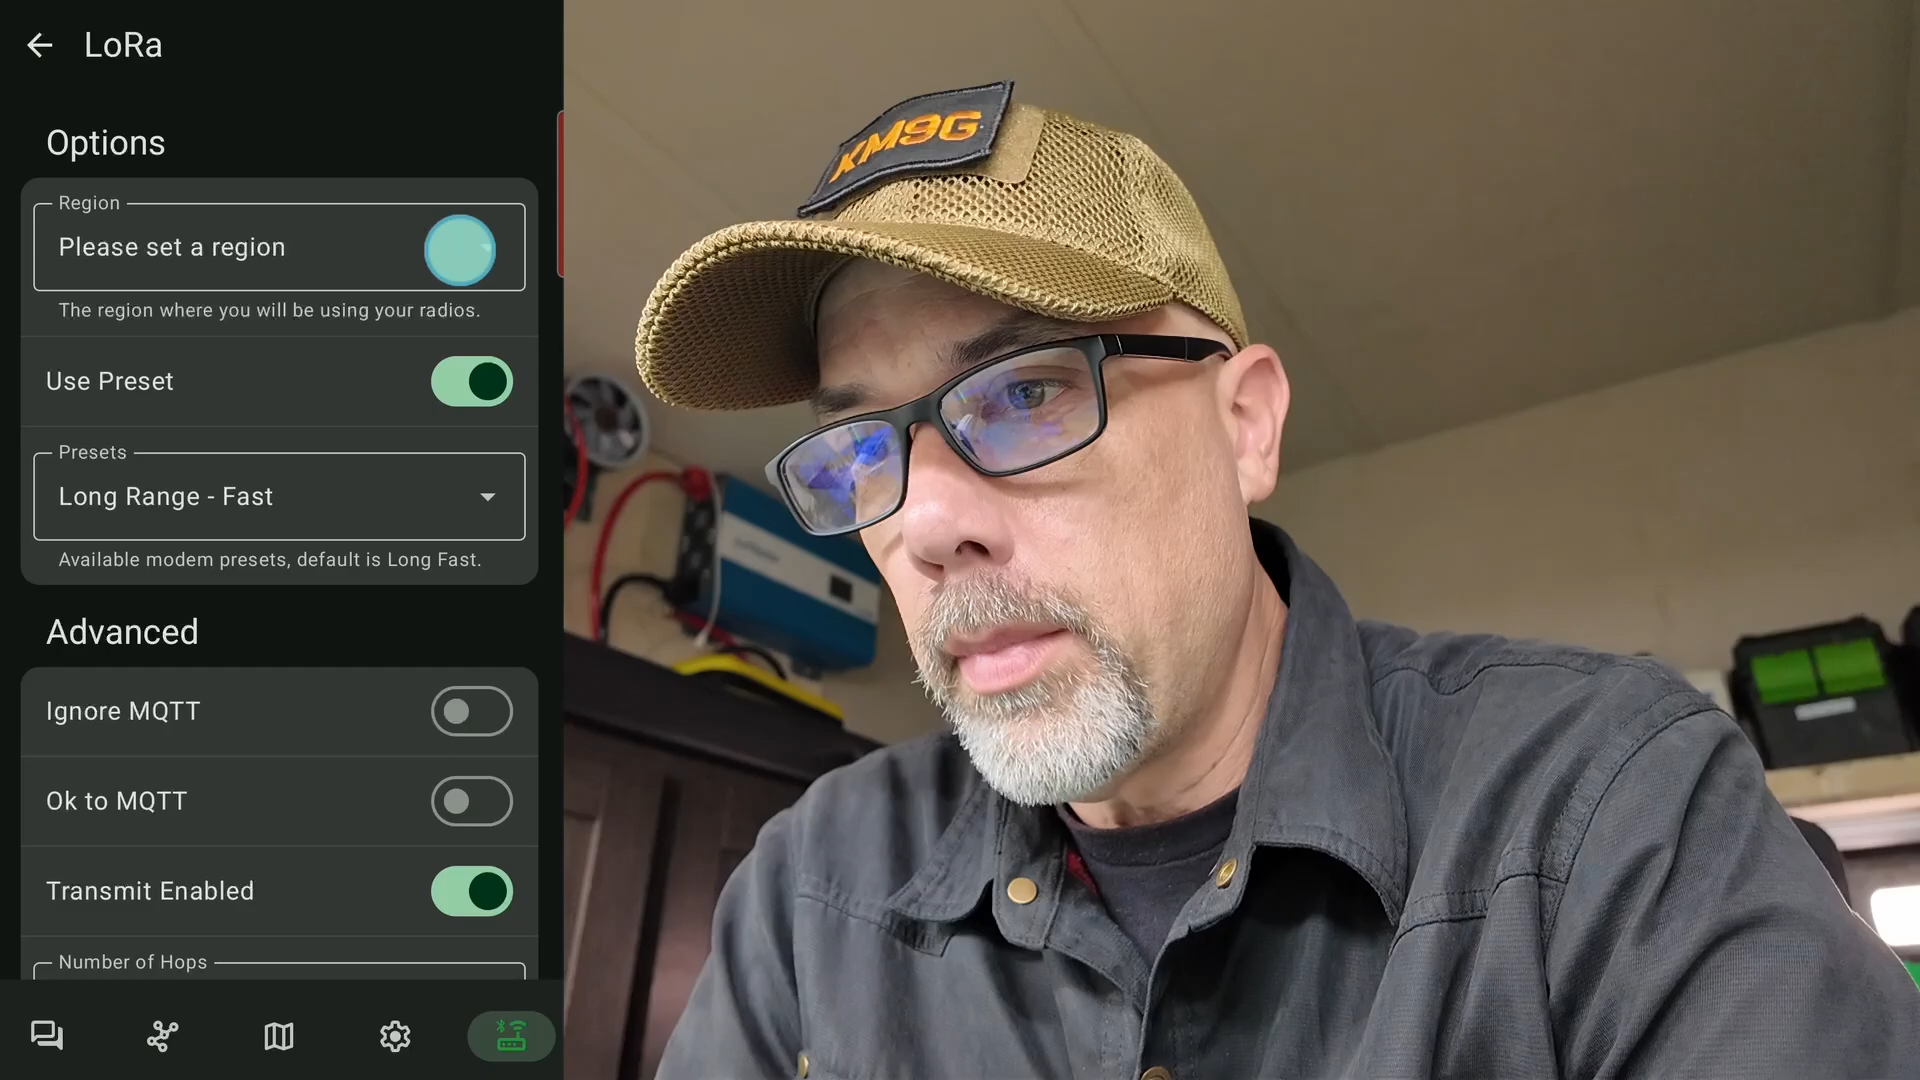 LoRa
Options
Region
Please set a region
The region where you will be using your radios.
Use Preset
Presets
Long Range - Fast
Available modem presets, default is Long Fast.
Advanced
Ignore MQTT
Ok to MQTT
Transmit Enabled
Number of Hops
KM9G